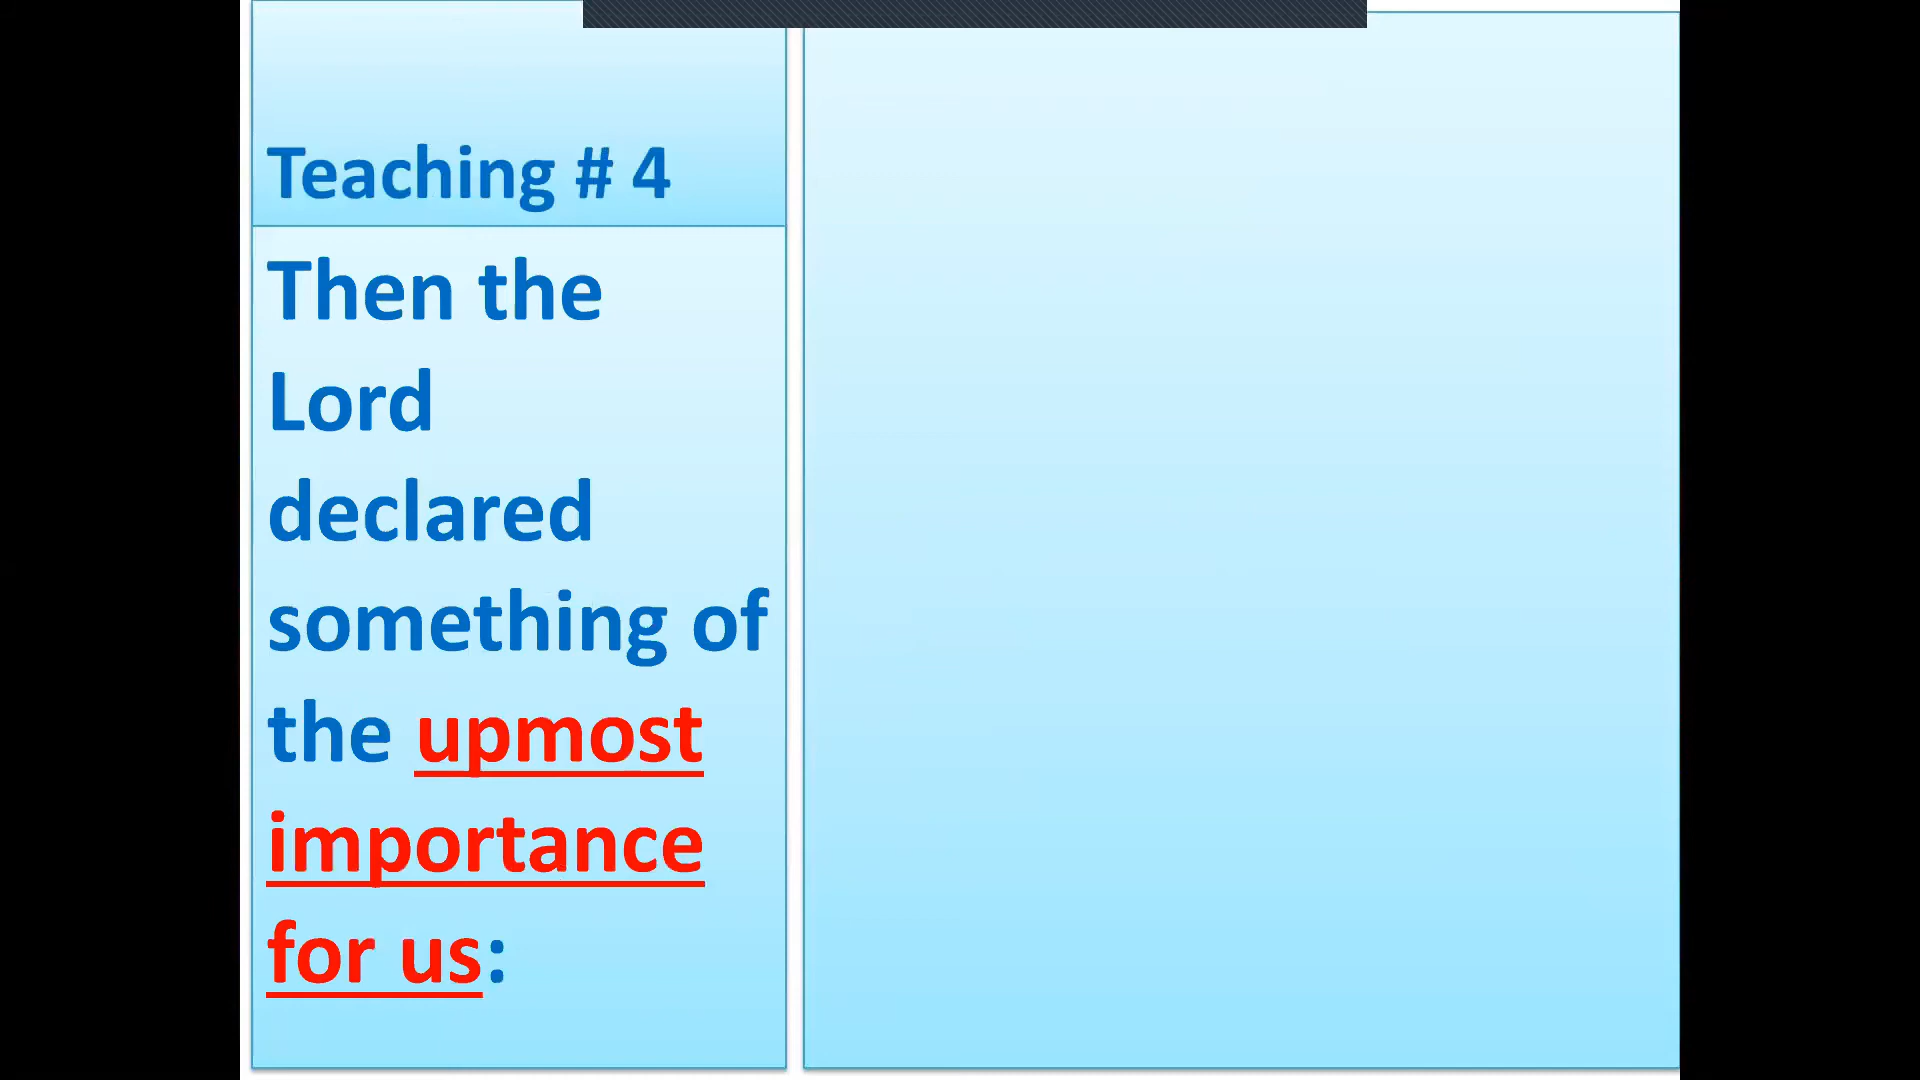 Teaching # 4
Then the
Lord
declared
something of
the upmost
importance
for us: